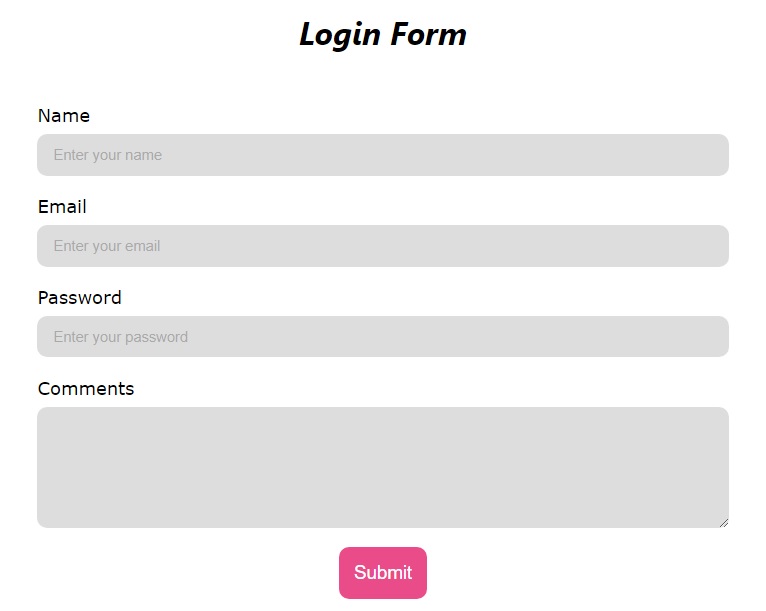 Login Form
Name
Enter your name
Email
Enter your email
Password
Enter your password
Comments
Submit